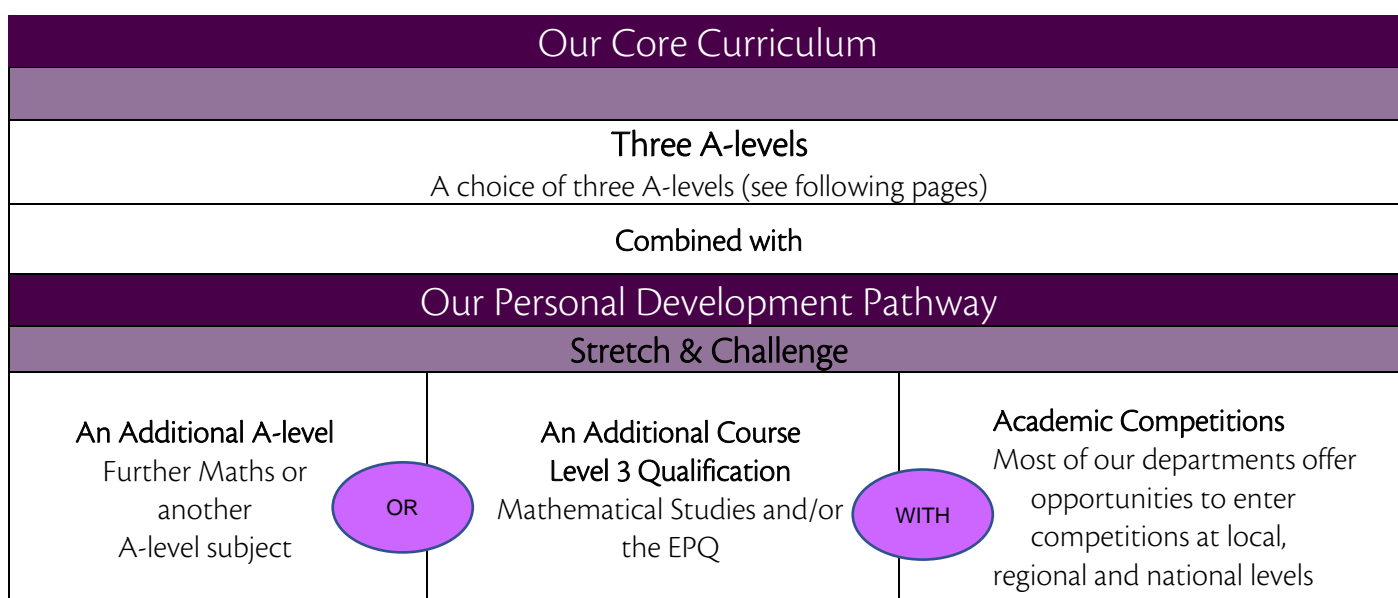 Our Core Curriculum
Three A-levels
A choice of three A-levels (see following pages)
Combined with
Our Personal Development Pathway
Stretch & Challenge
An Additional A-level
Further Maths or
another
A-level subject
OR
An Additional Course
Level 3 Qualification
Mathematical Studies and/or
the EPQ
WITH
Academic Competitions
Most of our departments offer
opportunities to enter
competitions at local,
regional and national levels